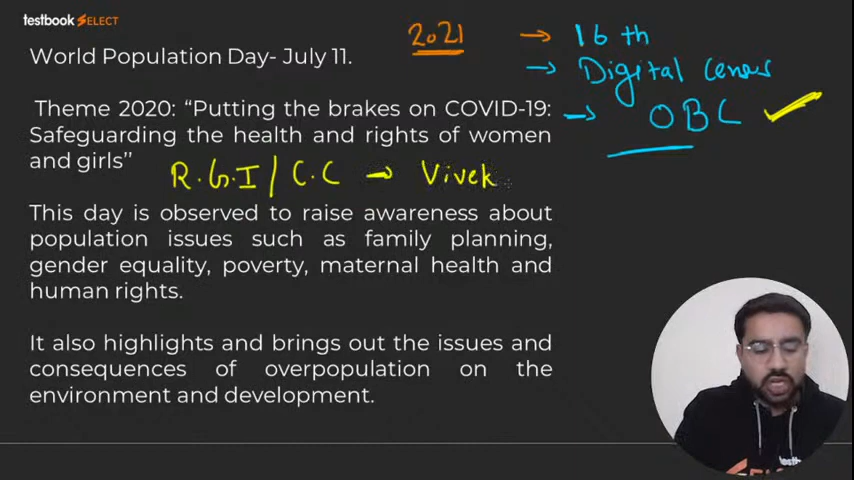 testbook SELECT
World Population Day- July 11.
2021 → 16 th
→ Digital Census
Theme 2020: “Putting the brakes on COVID-19:
Safeguarding the health and rights of women
and girls”
→ OBC
R.G.I / C.C → Vivek
This day is observed to raise awareness about
population issues such as family planning,
gender equality, poverty, maternal health and
human rights.
It also highlights and brings out the issues and
consequences of overpopulation on the
environment and development.